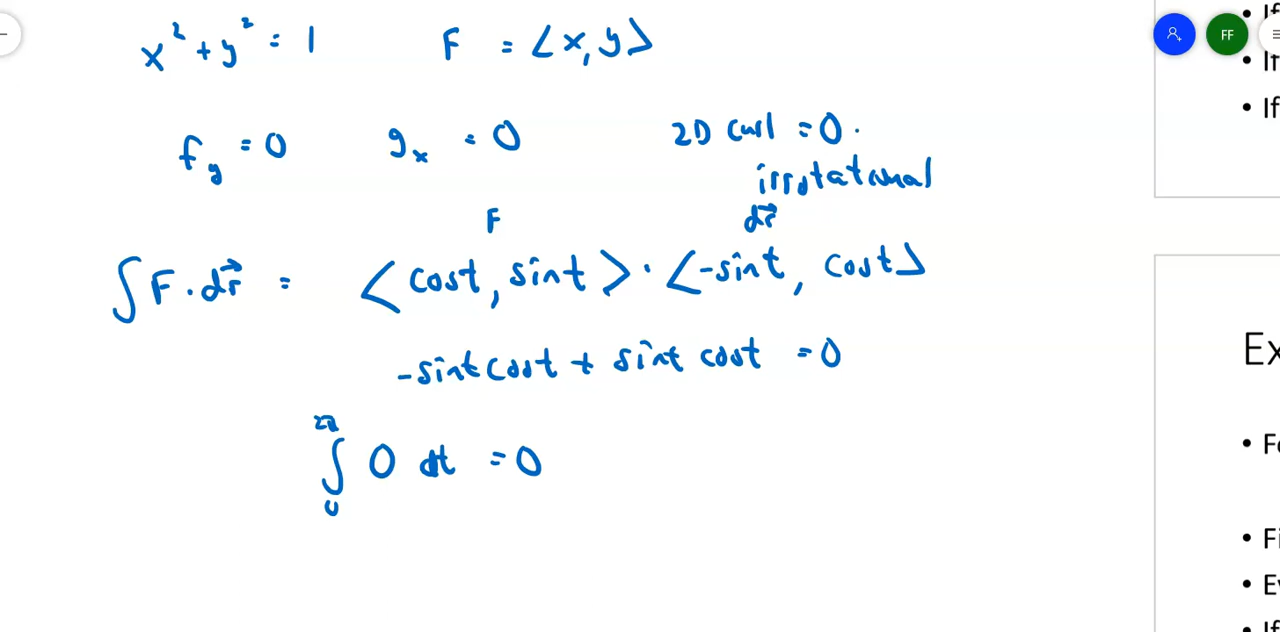 x² + y² = 1 F = <x, y>
f_y = 0 g_x = 0 2D curl = 0.
irrotational
F dr⃗
∫ F · dr⃗ = <cost, sint> · <-sint, cost>
-sint cost + sint cost = 0
∫₀^2π 0 dt = 0
FF
• If
• If
• If
Ex
• Fo
• Fi
• Ev
• If